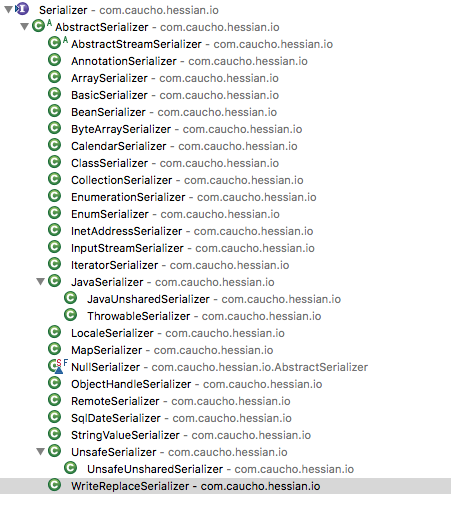 Serializer - com.caucho.hessian.io
AbstractSerializer - com.caucho.hessian.io
AbstractStreamSerializer - com.caucho.hessian.io
AnnotationSerializer - com.caucho.hessian.io
ArraySerializer - com.caucho.hessian.io
BasicSerializer - com.caucho.hessian.io
BeanSerializer - com.caucho.hessian.io
ByteArraySerializer - com.caucho.hessian.io
CalendarSerializer - com.caucho.hessian.io
ClassSerializer - com.caucho.hessian.io
CollectionSerializer - com.caucho.hessian.io
EnumerationSerializer - com.caucho.hessian.io
EnumSerializer - com.caucho.hessian.io
InetAddressSerializer - com.caucho.hessian.io
InputStreamSerializer - com.caucho.hessian.io
IteratorSerializer - com.caucho.hessian.io
JavaSerializer - com.caucho.hessian.io
JavaUnsharedSerializer - com.caucho.hessian.io
ThrowableSerializer - com.caucho.hessian.io
LocaleSerializer - com.caucho.hessian.io
MapSerializer - com.caucho.hessian.io
NullSerializer - com.caucho.hessian.io.AbstractSerializer
ObjectHandleSerializer - com.caucho.hessian.io
RemoteSerializer - com.caucho.hessian.io
SqlDateSerializer - com.caucho.hessian.io
StringValueSerializer - com.caucho.hessian.io
UnsafeSerializer - com.caucho.hessian.io
UnsafeUnsharedSerializer - com.caucho.hessian.io
WriteReplaceSerializer - com.caucho.hessian.io